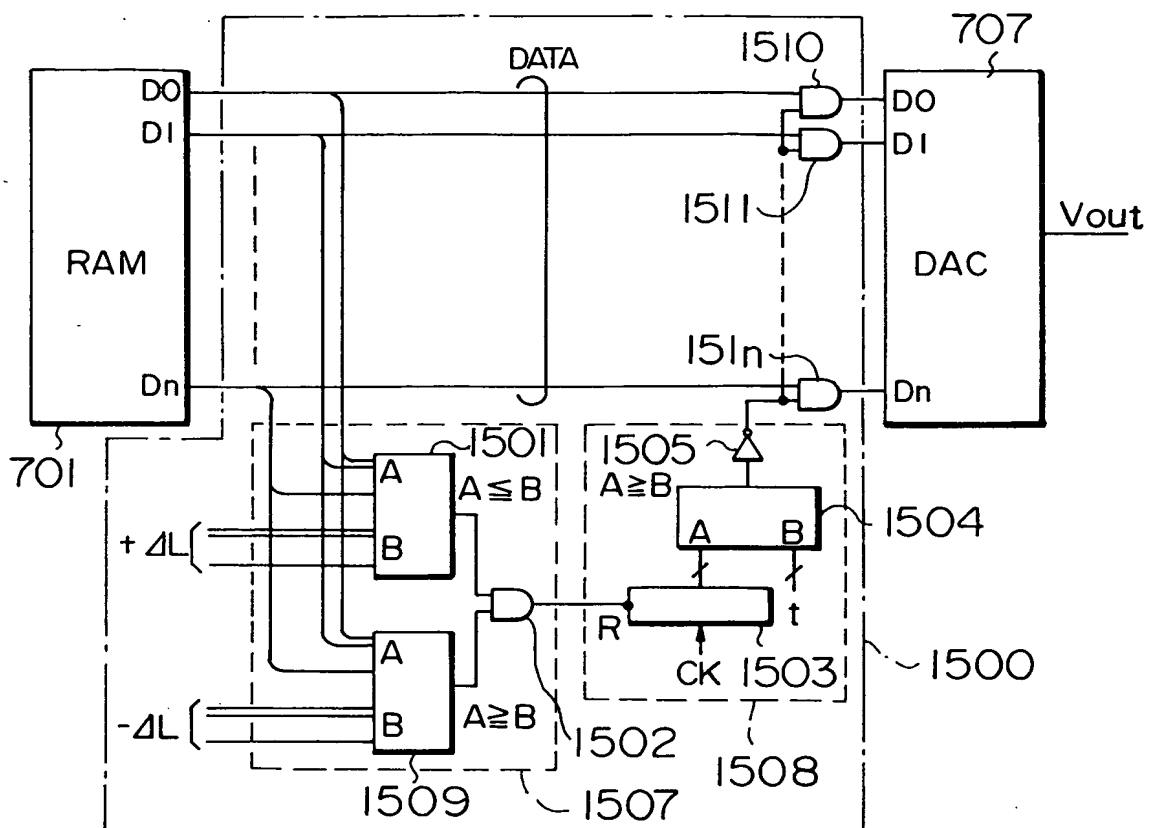 1510
707
DATA
D0
D0
D1
D1
1511
Vout
RAM
DAC
151n
Dn
Dn
701
1501
1505
A
A≦B
A≧B
1504
+ΔL
B
A
B
R
t
A
CK
1503
1500
-ΔL
B
A≧B
1502
1508
1509
1507